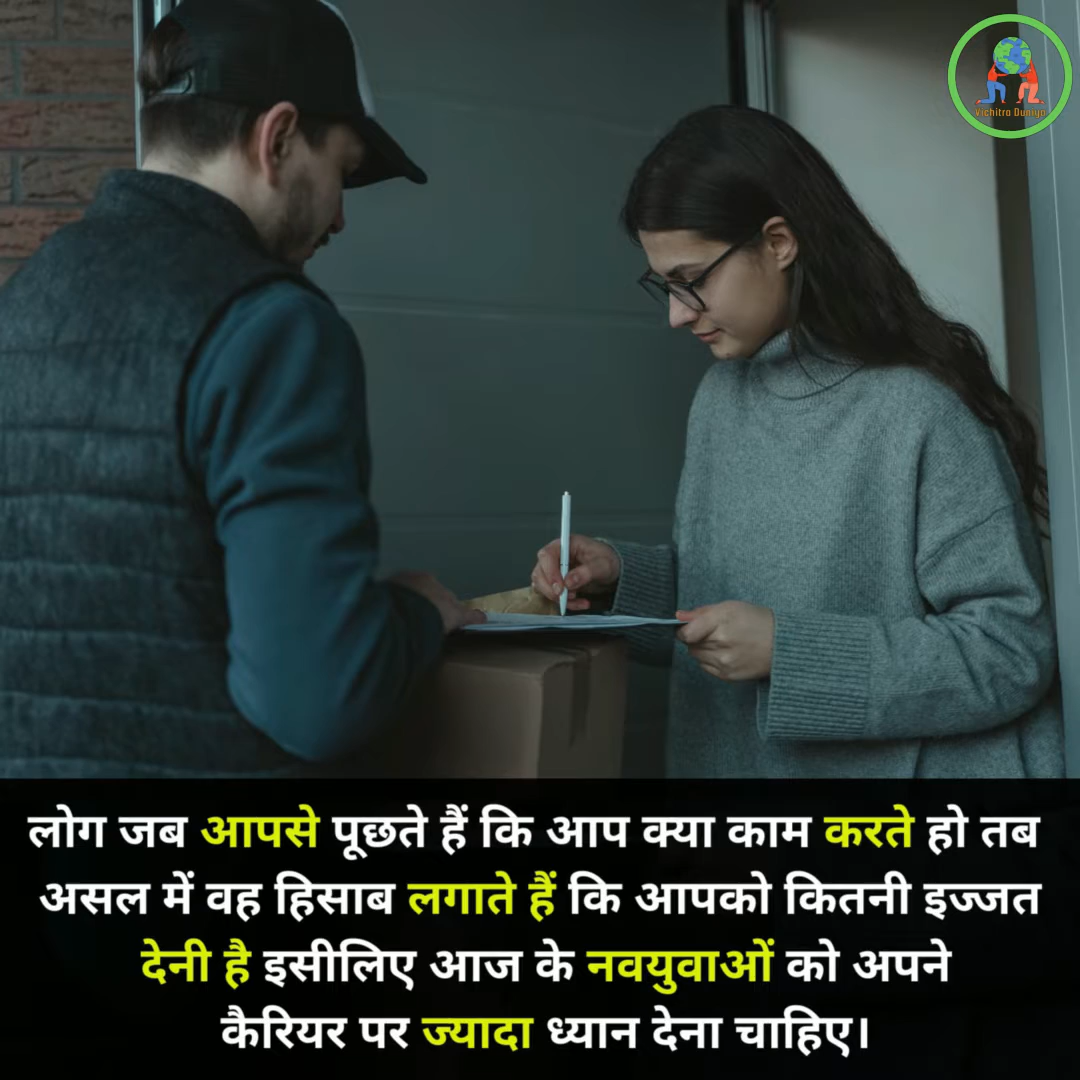 Vichitra Duniya
लोग जब आपसे पूछते हैं कि आप क्या काम करते हो तब
असल में वह हिसाब लगाते हैं कि आपको कितनी इज्जत
देनी है इसीलिए आज के नवयुवाओं को अपने
कैरियर पर ज्यादा ध्यान देना चाहिए।